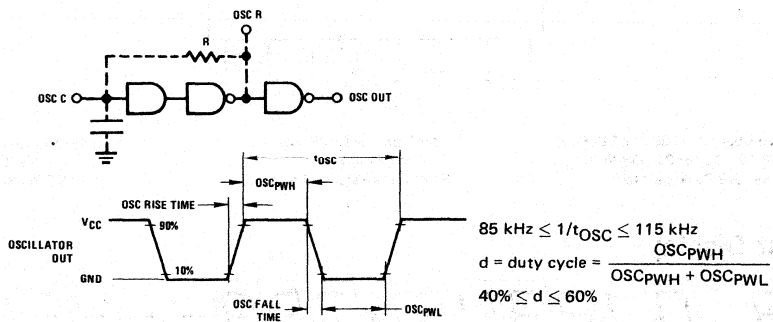 OSC R
R
OSC C
OSC OUT
tOSC
OSCPWH
OSC RISE TIME
VCC
90%
OSCILLATOR
OUT
10%
GND
OSC FALL
TIME
OSCPWL
85 kHz ≤ 1/tOSC ≤ 115 kHz
d = duty cycle = OSCPWH / OSCPWH + OSCPWL
40% ≤ d ≤ 60%